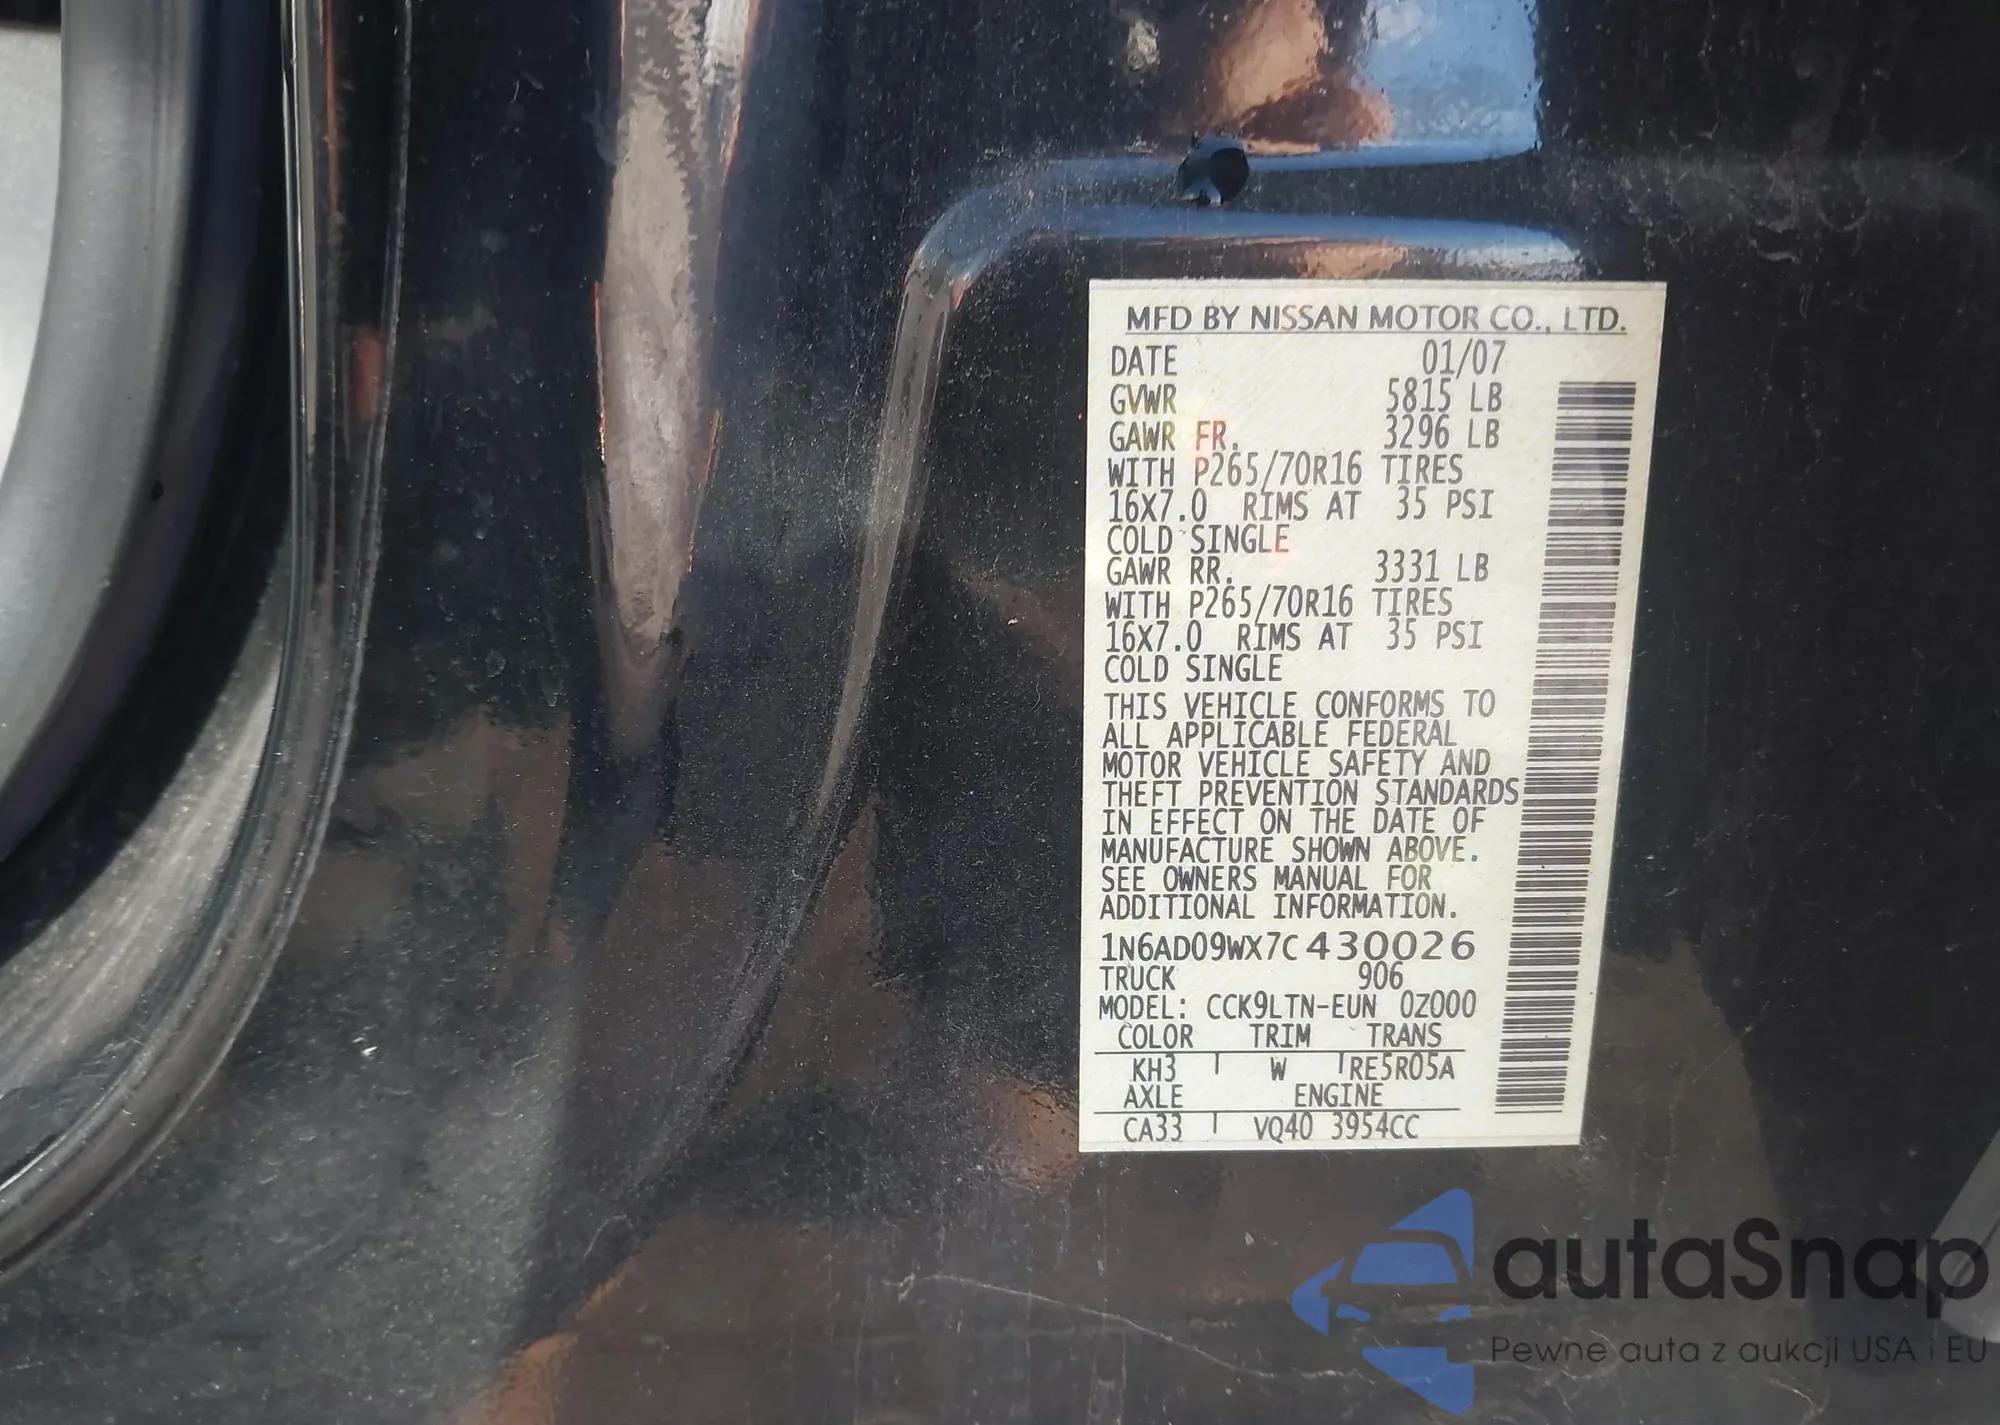 MFD BY NISSAN MOTOR CO., LTD.
DATE 01/07
GVWR 5815 LB
GAWR FR. 3296 LB
WITH P265/70R16 TIRES
16X7.0 RIMS AT 35 PSI
COLD SINGLE
GAWR RR. 3331 LB
WITH P265/70R16 TIRES
16X7.0 RIMS AT 35 PSI
COLD SINGLE
THIS VEHICLE CONFORMS TO
ALL APPLICABLE FEDERAL
MOTOR VEHICLE SAFETY AND
THEFT PREVENTION STANDARDS
IN EFFECT ON THE DATE OF
MANUFACTURE SHOWN ABOVE.
SEE OWNERS MANUAL FOR
ADDITIONAL INFORMATION.
1N6AD09WX7C430026
TRUCK 906
MODEL: CCK9LTN-EUN 0Z000
COLOR TRIM TRANS
KH3 W RE5R05A
AXLE ENGINE
CA33 VQ40 3954CC
autaSnap
Pewne auta z aukcji USA i EU